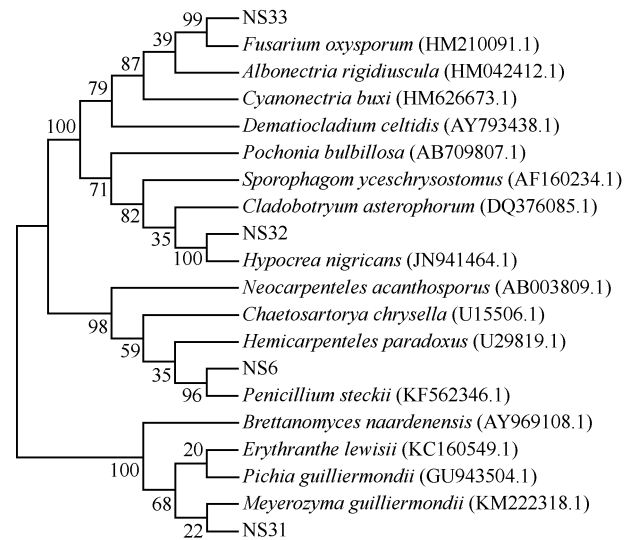 99 NS33
39 Fusarium oxysporum (HM210091.1)
87 Albonectria rigidiuscula (HM042412.1)
79 Cyanonectria buxi (HM626673.1)
100 Dematiocladium celtidis (AY793438.1)
Pochonia bulbillosa (AB709807.1)
71 Sporophagom yceschrysostomus (AF160234.1)
82 Cladobotryum asterophorum (DQ376085.1)
35 NS32
100 Hypocrea nigricans (JN941464.1)
Neocarpenteles acanthosporus (AB003809.1)
98 Chaetosartorya chrysella (U15506.1)
59 Hemicarpenteles paradoxus (U29819.1)
35 NS6
96 Penicillium steckii (KF562346.1)
Brettanomyces naardenensis (AY969108.1)
20 Erythranthe lewisii (KC160549.1)
100 Pichia guilliermondii (GU943504.1)
68 Meyerozyma guilliermondii (KM222318.1)
22 NS31